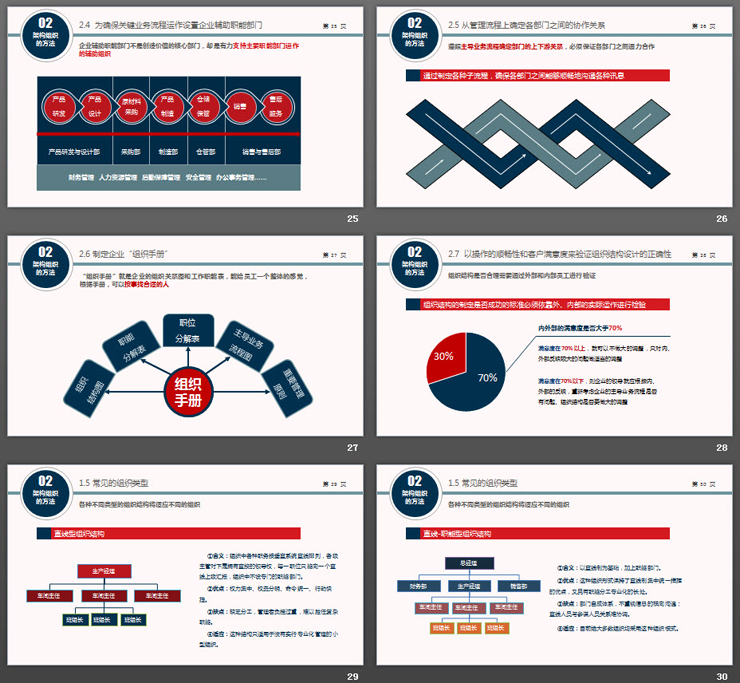 02
架构组织
的方法
2.4 为确保关键业务流程运作设置企业辅助职能部门
第 25 页
企业辅助职能部门不是创造价值的核心部门，却是有力支持主要职能部门运作
的辅助组织
产品
研发
产品
设计
原材料
采购
产品
制造
仓储
保管
销售
售后
服务
产品研发与设计部
采购部
制造部
仓管部
销售与售后部
财务管理 人力资源管理 后勤保障管理 安全管理 办公事务管理......
25
02
架构组织
的方法
2.5 从管理流程上确定各部门之间的协作关系
第 26 页
遵照主导业务流程确定部门的上下游关系，必须保证各部门之间通力合作
通过制定各种子流程，确保各部门之间能够顺畅地沟通各种讯息
26
02
架构组织
的方法
2.6 制定企业“组织手册”
第 27 页
“组织手册”就是企业的组织关系图和工作职能表，能给员工一个整体的感觉，
根据手册，可以按事找合适的人
组织
结构图
职能
分解表
职位
分解表
主导业务
流程图
重要管理
原则
组织
手册
27
02
架构组织
的方法
2.7 以操作的顺畅性和客户满意度来验证组织结构设计的正确性
第 28 页
组织结构是否合理需要通过外部和内部员工进行验证
组织结构的制定是否成功的标准必须依靠外、内部的实际运作进行检验
30%
70%
内外部的满意度是否大于70%
满意度在70%以上，就可以不做大的调整，只对内、
外部反映较大的问题做适当的调整
满意度在70%以下，则企业的领导就应根据内、
外部的反映，重新考虑企业的主导业务流程是否
有问题、组织结构是否要做大的调整
28
02
架构组织
的方法
1.5 常见的组织类型
第 29 页
各种不同类型的组织结构将适应不同的组织
直线型组织结构
生产经理
车间主任
车间主任
车间主任
班组长
班组长
班组长
①含义：组织中各种职务按垂直系统直线排列，各级
主管对下属拥有直接的领导权，每一职位只能向一个直
线上级汇报，组织中不设专门的职能部门。
②优点：权力集中、权责分明、命令统一、行动快
捷。
③缺点：缺乏分工，管理者负担过重，难以胜任复杂
职能。
④适应：这种结构只适用于没有实行专业化管理的小
型组织。
29
02
架构组织
的方法
1.5 常见的组织类型
第 30 页
各种不同类型的组织结构将适应不同的组织
直线-职能型组织结构
总经理
财务部
生产经理
销售部
车间主任
车间主任
车间主任
班组长
班组长
班组长
①含义：以直线制为基础，加上职能部门。
②优点：这种组织形式保持了直线制集中统一指挥
的优点，又具有职能分工专业化的长处。
③缺点：部门自成体系，不重视信息的横向沟通；
直线人员与参谋人员关系难协调。
④适应：目前绝大多数组织均采用这种组织模式。
30